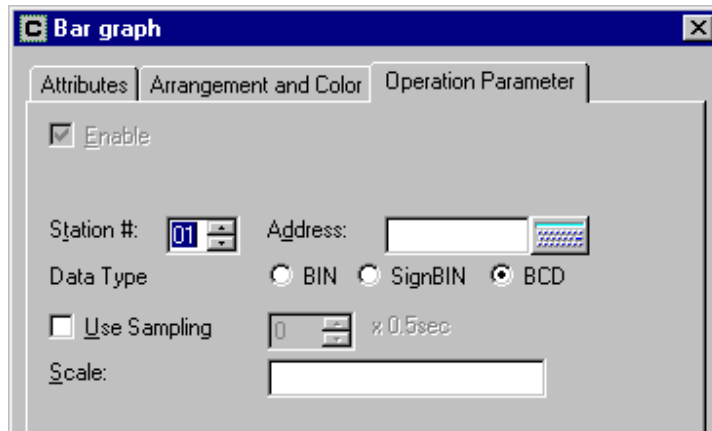 C Bar graph
Attributes Arrangement and Color Operation Parameter
Enable
Station #: 01 Address:
Data Type BIN SignBIN BCD
Use Sampling 0 x 0.5sec
Scale: